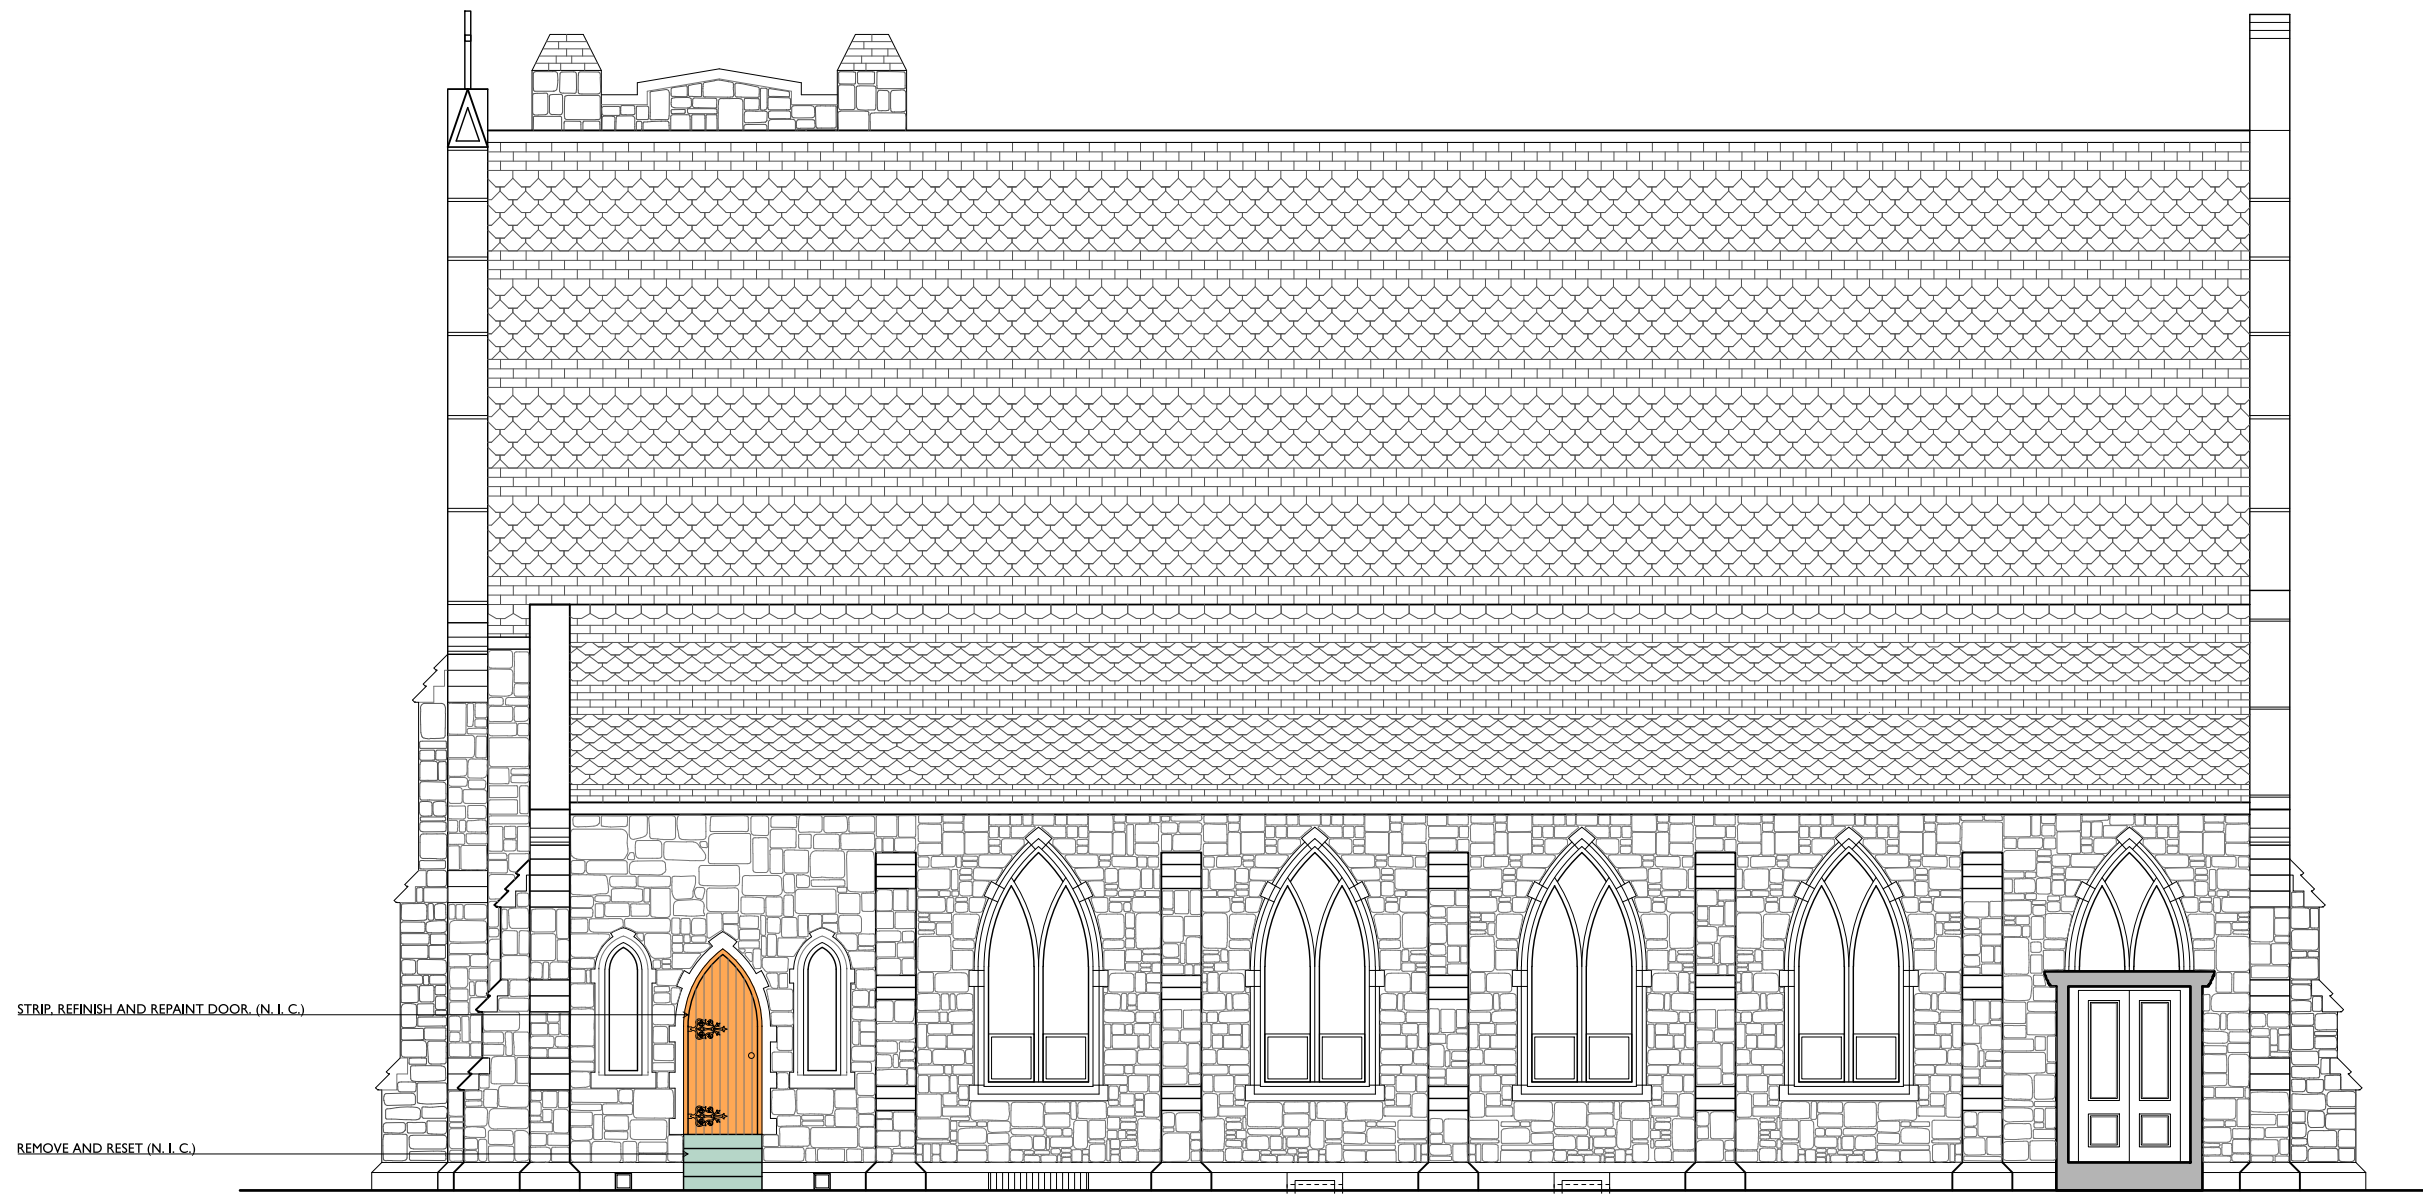 STRIP, REFINISH AND REPAINT DOOR. (N. I. C.)
REMOVE AND RESET (N. I. C.)